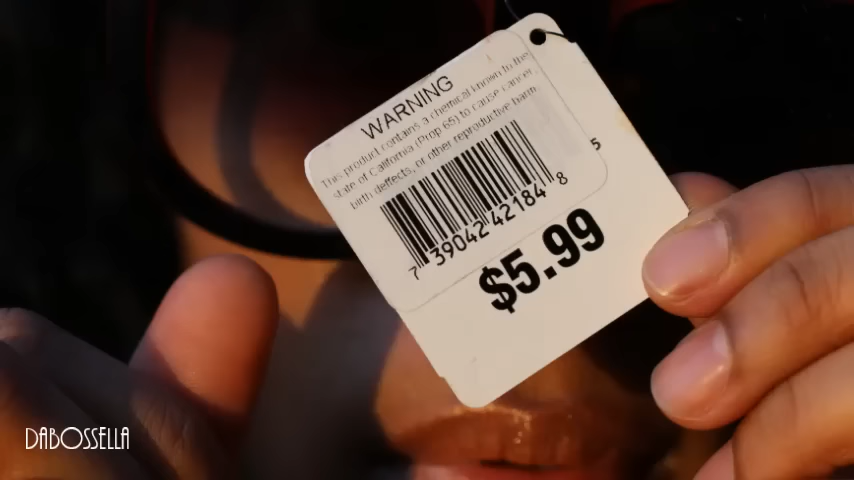 WARNING
This product contains a chemical known to the
state of California (Prop 65) to cause cancer,
birth deffects, or other reproductive harm
5
7 39042 42184 8
$5.99
DABOSSELLA